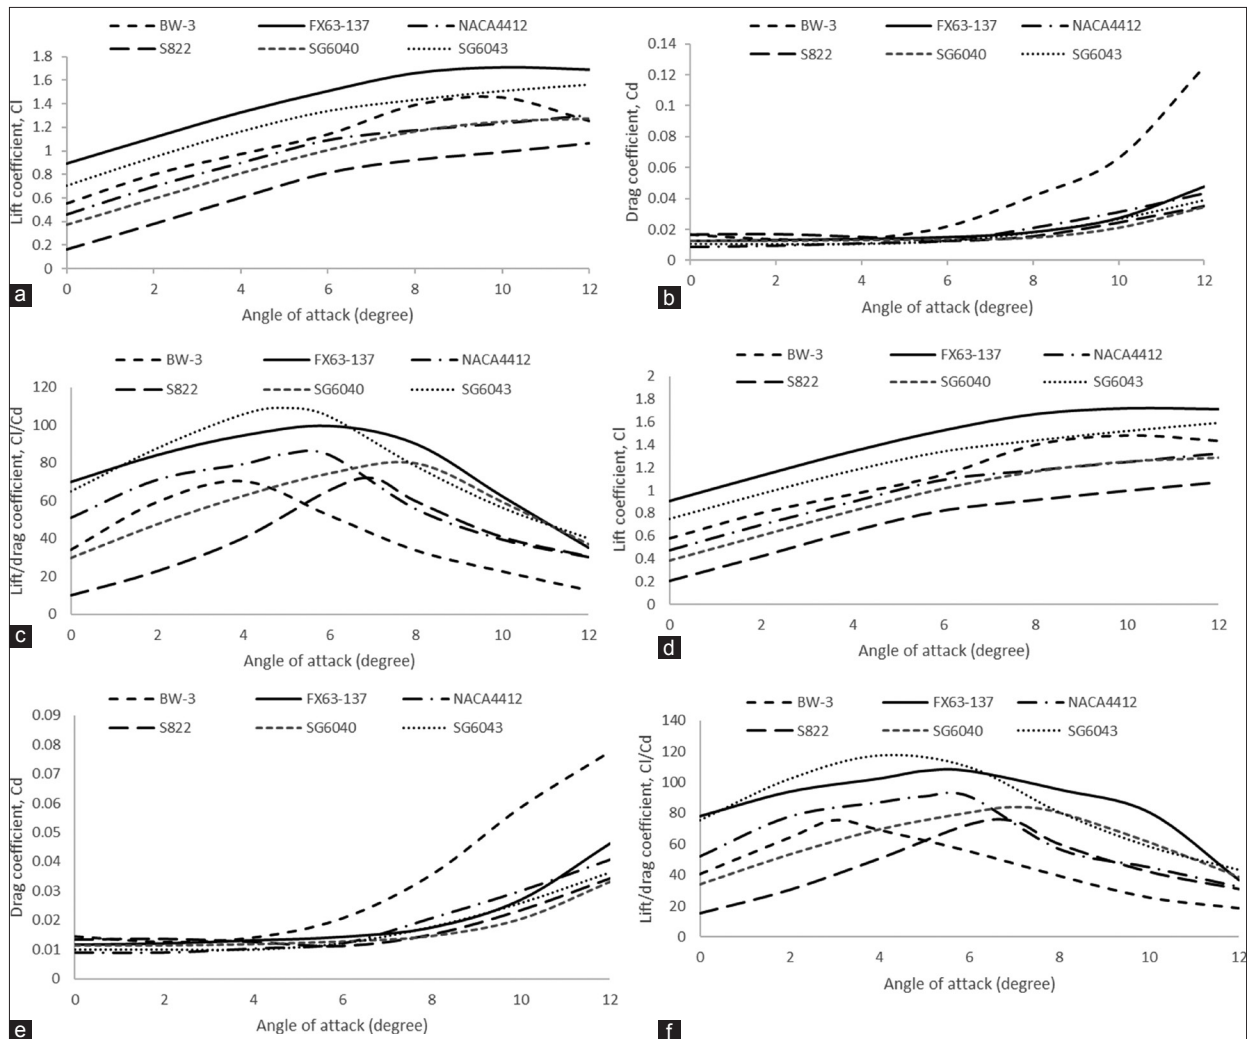 BW-3 FX63-137 NACA4412
S822 SG6040 SG6043
Lift coefficient, Cl
1.8
1.6
1.4
1.2
1
0.8
0.6
0.4
0.2
0
0 2 4 6 8 10 12
Angle of attack (degree)
a
BW-3 FX63-137 NACA4412
S822 SG6040 SG6043
Drag coefficient, Cd
0.14
0.12
0.1
0.08
0.06
0.04
0.02
0
0 2 4 6 8 10 12
Angle of attack (degree)
b
BW-3 FX63-137 NACA4412
S822 SG6040 SG6043
Lift/drag coefficient, Cl/Cd
120
100
80
60
40
20
0
0 2 4 6 8 10 12
Angle of attack (degree)
c
BW-3 FX63-137 NACA4412
S822 SG6040 SG6043
Lift coefficient, Cl
2
1.8
1.6
1.4
1.2
1
0.8
0.6
0.4
0.2
0
0 2 4 6 8 10 12
Angle of attack (degree)
d
BW-3 FX63-137 NACA4412
S822 SG6040 SG6043
Drag coefficient, Cd
0.09
0.08
0.07
0.06
0.05
0.04
0.03
0.02
0.01
0
0 2 4 6 8 10 12
Angle of attack (degree)
e
BW-3 FX63-137 NACA4412
S822 SG6040 SG6043
Lift/drag coefficient, Cl/Cd
140
120
100
80
60
40
20
0
0 2 4 6 8 10 12
Angle of attack (degree)
f